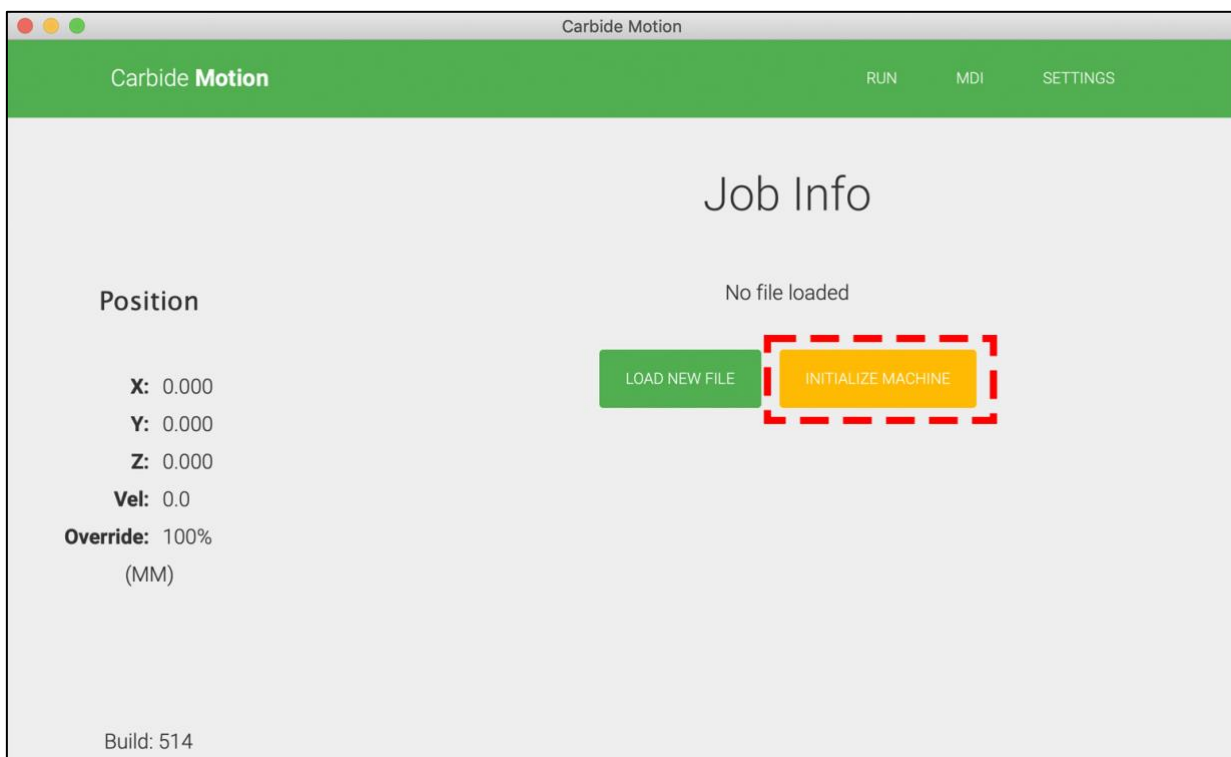 Carbide Motion
Carbide Motion
RUN MDI SETTINGS
Job Info
No file loaded
LOAD NEW FILE
INITIALIZE MACHINE
Position
X: 0.000
Y: 0.000
Z: 0.000
Vel: 0.0
Override: 100%
(MM)
Build: 514